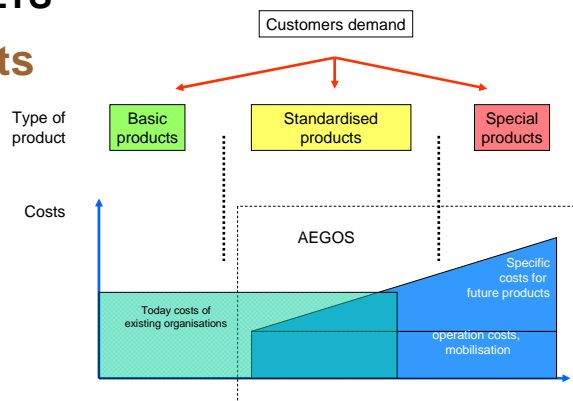 ts
Customers demand
Type of
product
Basic
products
Standardised
products
Special
products
Costs
AEGOS
Specific
costs for
future products
Today costs of
existing organisations
operation costs,
mobilisation